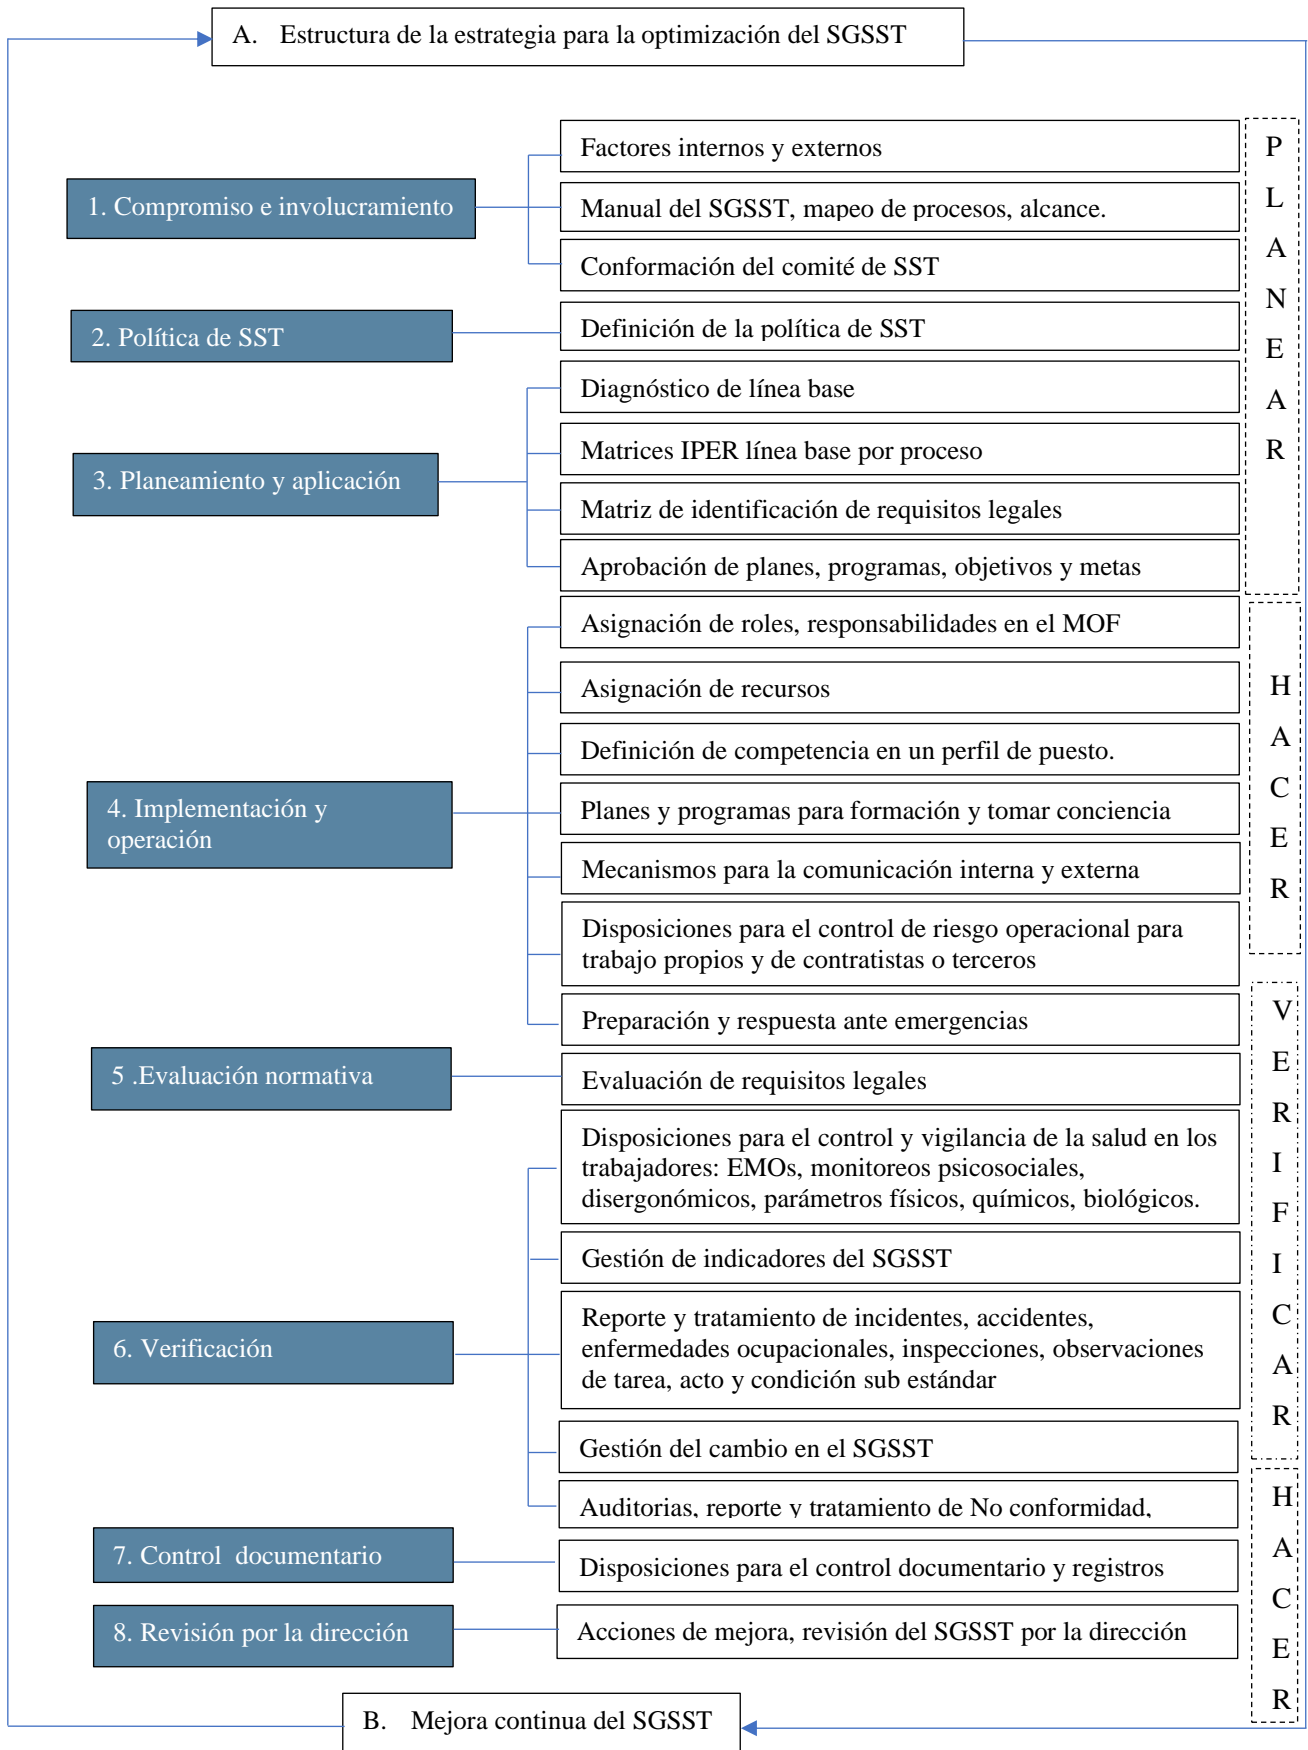 A. Estructura de la estrategia para la optimización del SGSST
Factores internos y externos
1. Compromiso e involucramiento
Manual del SGSST, mapeo de procesos, alcance.
Conformación del comité de SST
2. Política de SST
Definición de la política de SST
Diagnóstico de línea base
Matrices IPER línea base por proceso
3. Planeamiento y aplicación
Matriz de identificación de requisitos legales
Aprobación de planes, programas, objetivos y metas
P
L
A
N
E
A
R
Asignación de roles, responsabilidades en el MOF
Asignación de recursos
Definición de competencia en un perfil de puesto.
4. Implementación y
operación
Planes y programas para formación y tomar conciencia
Mecanismos para la comunicación interna y externa
Disposiciones para el control de riesgo operacional para
trabajo propios y de contratistas o terceros
Preparación y respuesta ante emergencias
H
A
C
E
R
5 .Evaluación normativa
Evaluación de requisitos legales
Disposiciones para el control y vigilancia de la salud en los
trabajadores: EMOs, monitoreos psicosociales,
disergonómicos, parámetros físicos, químicos, biológicos.
Gestión de indicadores del SGSST
6. Verificación
Reporte y tratamiento de incidentes, accidentes,
enfermedades ocupacionales, inspecciones, observaciones
de tarea, acto y condición sub estándar
Gestión del cambio en el SGSST
Auditorias, reporte y tratamiento de No conformidad,
V
E
R
I
F
I
C
A
R
7. Control documentario
Disposiciones para el control documentario y registros
8. Revisión por la dirección
Acciones de mejora, revisión del SGSST por la dirección
H
A
C
E
R
B. Mejora continua del SGSST